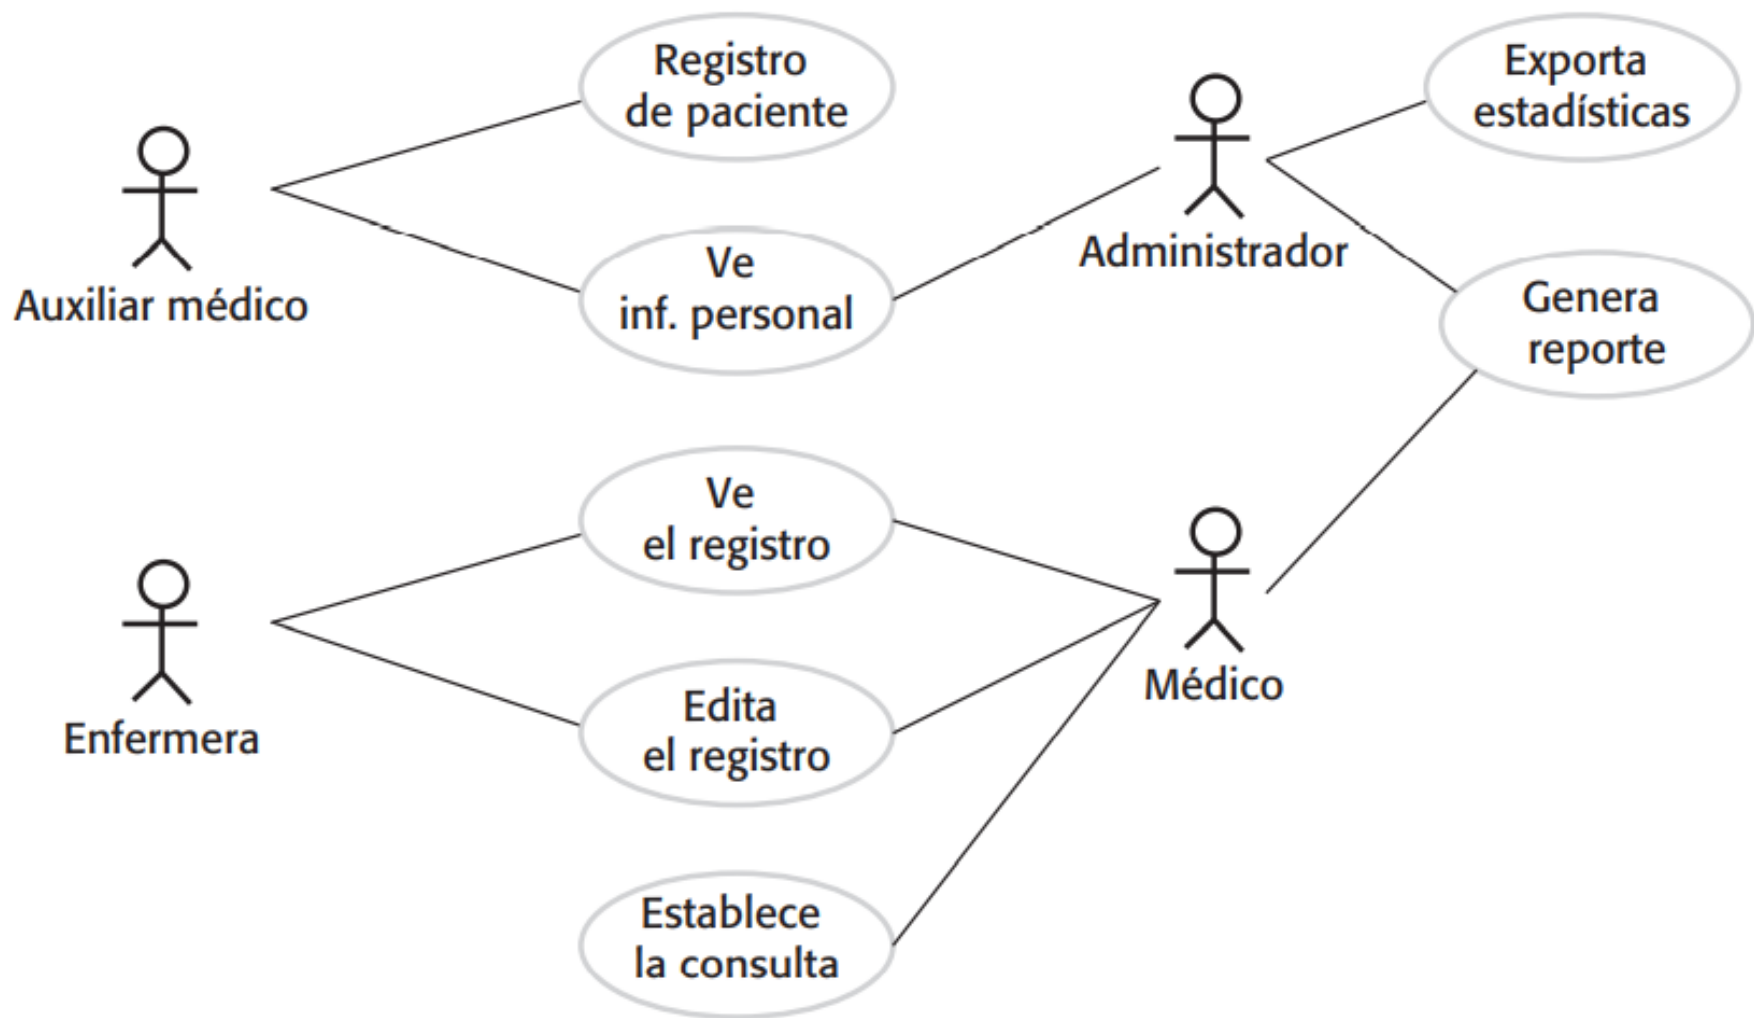 Registro
de paciente
Exporta
estadísticas
Auxiliar médico
Ve
inf. personal
Administrador
Genera
reporte
Ve
el registro
Enfermera
Edita
el registro
Médico
Establece
la consulta